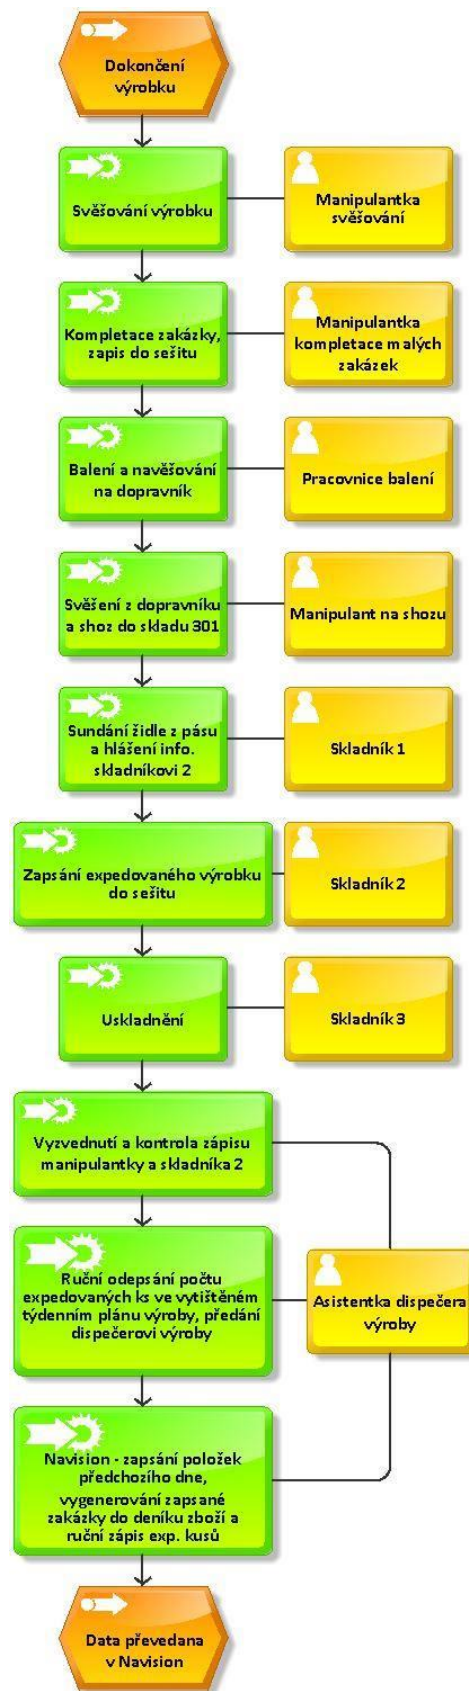 Dokončení
výrobku
Svěšování výrobku
Manipulantka
svěšování
Kompletace zakázky,
zapis do sešitu
Manipulantka
kompletace malých
zakázek
Balení a navěšování
na dopravník
Pracovnice balení
Svěšení z dopravníku
a shoz do skladu 301
Manipulant na shozu
Sundání židle z pásu
a hlášení info.
skladníkovi 2
Skladník 1
Zapsání expedovaného výrobku
do sešitu
Skladník 2
Uskladnění
Skladník 3
Vyzvednutí a kontrola zápisu
manipulantky a skladníka 2
Ruční odepsání počtu
expedovaných ks ve vytištěném
týdenním plánu výroby, předání
dispečerovi výroby
Asistentka dispečera
výroby
Navision - zapsání položek
předchozího dne,
vygenerování zapsané
zakázky do deníku zboží a
ruční zápis exp. kusů
Data převedana
v Navision